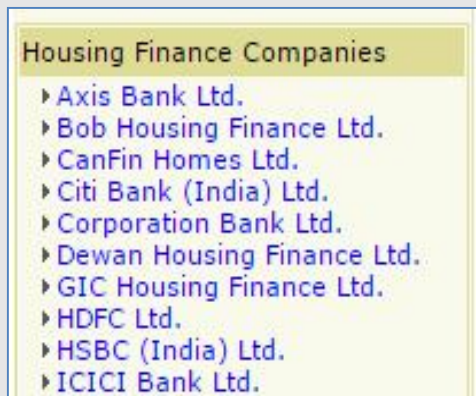 Housing Finance Companies
Axis Bank Ltd.
Bob Housing Finance Ltd.
CanFin Homes Ltd.
Citi Bank (India) Ltd.
Corporation Bank Ltd.
Dewan Housing Finance Ltd.
GIC Housing Finance Ltd.
HDFC Ltd.
HSBC (India) Ltd.
ICICI Bank Ltd.